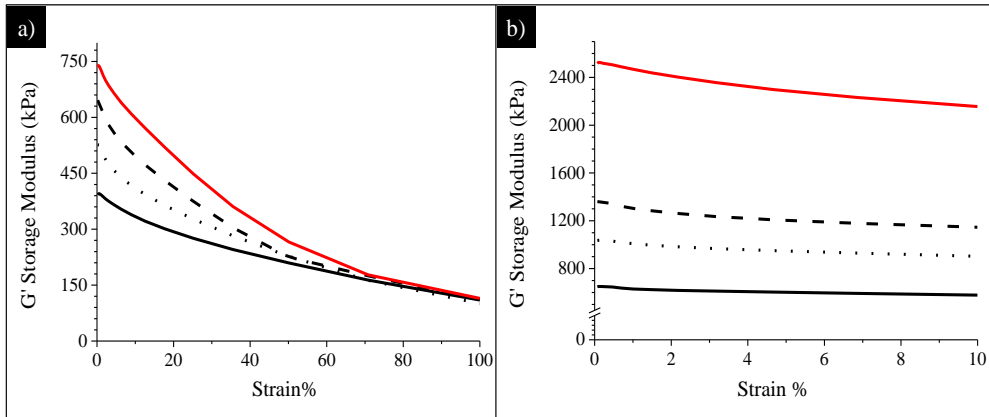 a)
G' Storage Modulus (kPa)
750
600
450
300
150
0
0 20 40 60 80 100
Strain%
b)
G' Storage Modulus (kPa)
2400
2000
1600
1200
800
0
0 2 4 6 8 10
Strain %